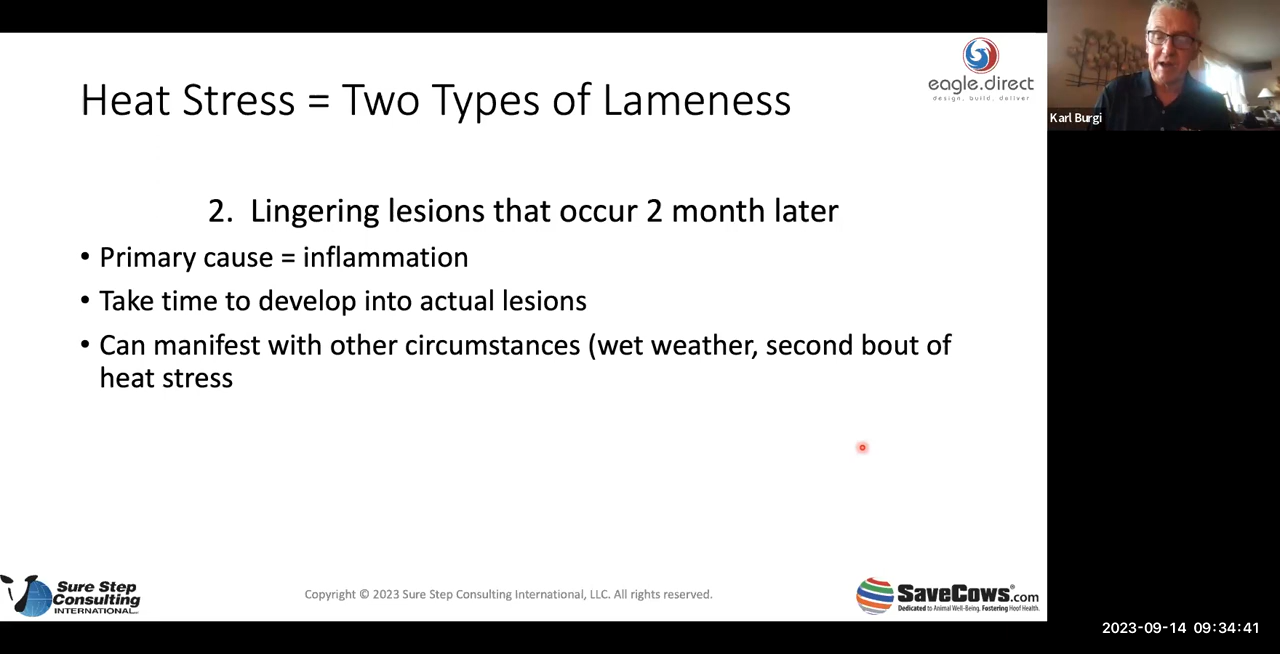 Heat Stress = Two Types of Lameness
eagle.direct
design, build, deliver
Karl Burgi
2. Lingering lesions that occur 2 month later
• Primary cause = inflammation
• Take time to develop into actual lesions
• Can manifest with other circumstances (wet weather, second bout of
heat stress
Sure Step
Consulting
INTERNATIONAL
Copyright © 2023 Sure Step Consulting International, LLC. All rights reserved.
SaveCows®.com
Dedicated to Animal Well-Being. Fostering Hoof Health.
2023-09-14 09:34:41